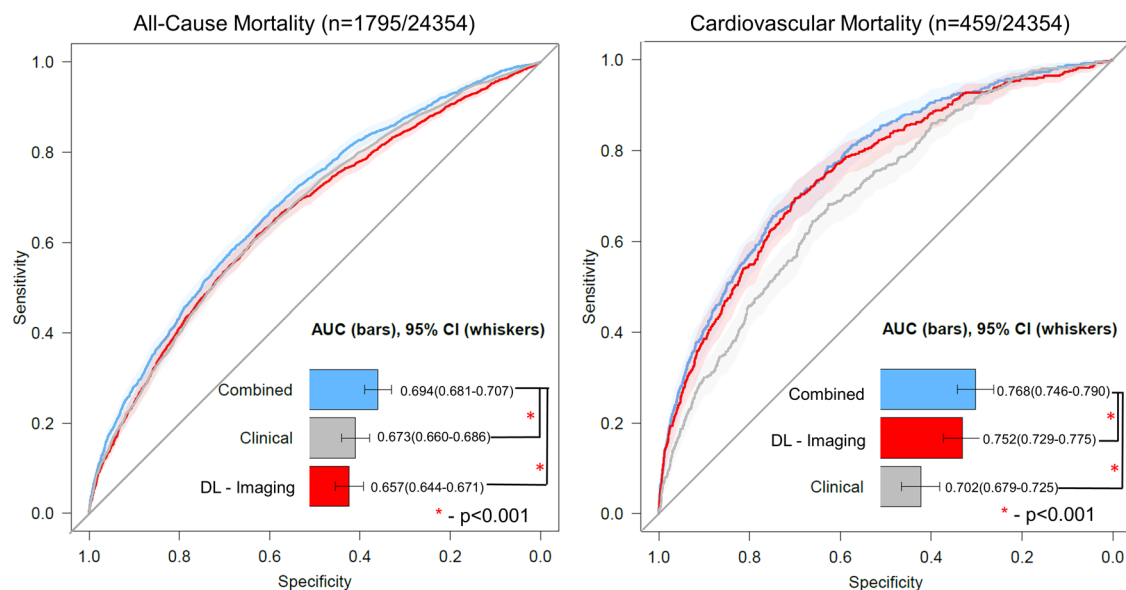 All-Cause Mortality (n=1795/24354)
1.0
0.8
0.6
0.4
0.2
0.0
Sensitivity
AUC (bars), 95% CI (whiskers)
Combined
0.694(0.681-0.707)
*
Clinical
0.673(0.660-0.686)
*
DL - Imaging
0.657(0.644-0.671)
* - p<0.001
1.0 0.8 0.6 0.4 0.2 0.0
Specificity
Cardiovascular Mortality (n=459/24354)
1.0
0.8
0.6
0.4
0.2
0.0
Sensitivity
AUC (bars), 95% CI (whiskers)
Combined
0.768(0.746-0.790)
*
DL - Imaging
0.752(0.729-0.775)
*
Clinical
0.702(0.679-0.725)
* - p<0.001
1.0 0.8 0.6 0.4 0.2 0.0
Specificity